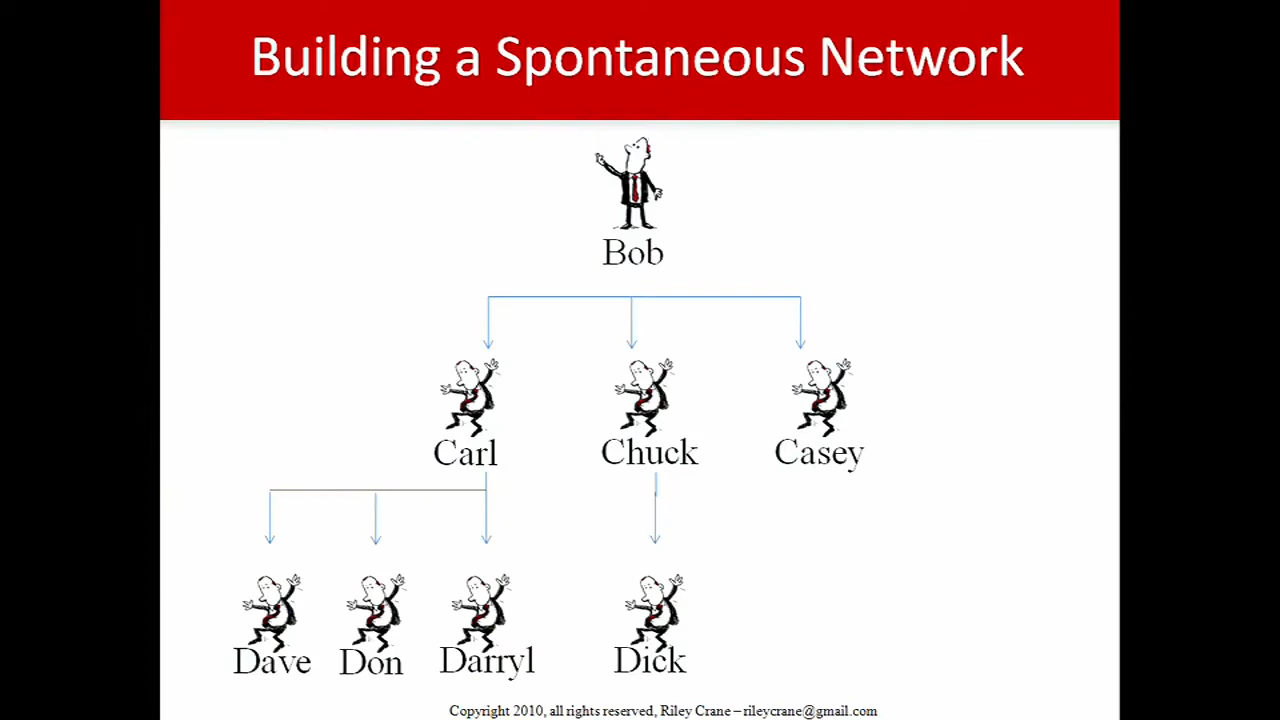 Building a Spontaneous Network
Bob
Carl Chuck Casey
Dave Don Darryl Dick
Copyright 2010, all rights reserved, Riley Crane – rileycrane@gmail.com